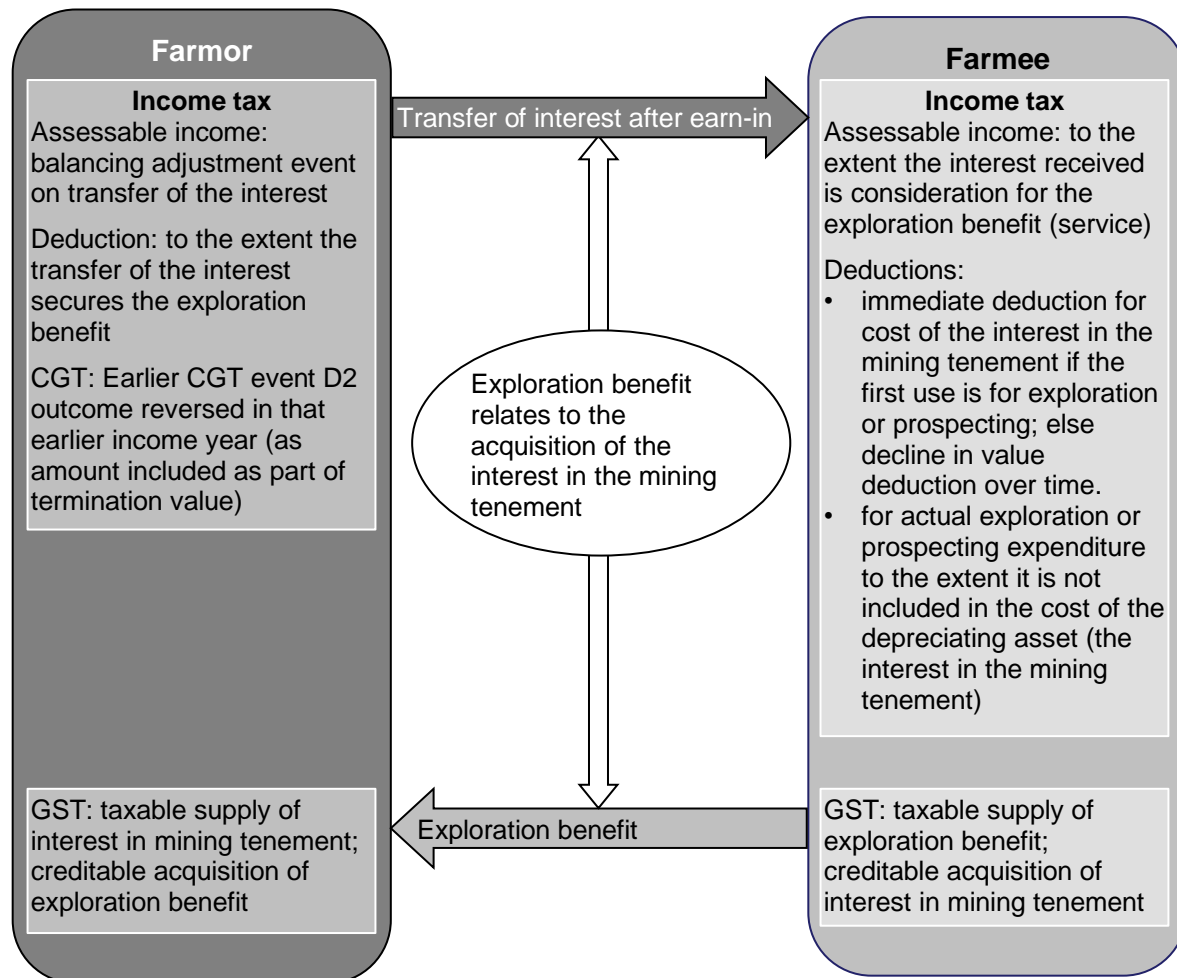 Farmor
Income tax
Assessable income:
balancing adjustment event
on transfer of the interest
Deduction: to the extent the
transfer of the interest
secures the exploration
benefit
CGT: Earlier CGT event D2
outcome reversed in that
earlier income year (as
amount included as part of
termination value)
GST: taxable supply of
interest in mining tenement;
creditable acquisition of
exploration benefit
Transfer of interest after earn-in
Exploration benefit
relates to the
acquisition of the
interest in the mining
tenement
Exploration benefit
Farmee
Income tax
Assessable income: to the
extent the interest received
is consideration for the
exploration benefit (service)
Deductions:
• immediate deduction for
cost of the interest in the
mining tenement if the
first use is for exploration
or prospecting; else
decline in value
deduction over time.
• for actual exploration or
prospecting expenditure
to the extent it is not
included in the cost of the
depreciating asset (the
interest in the mining
tenement)
GST: taxable supply of
exploration benefit;
creditable acquisition of
interest in mining tenement